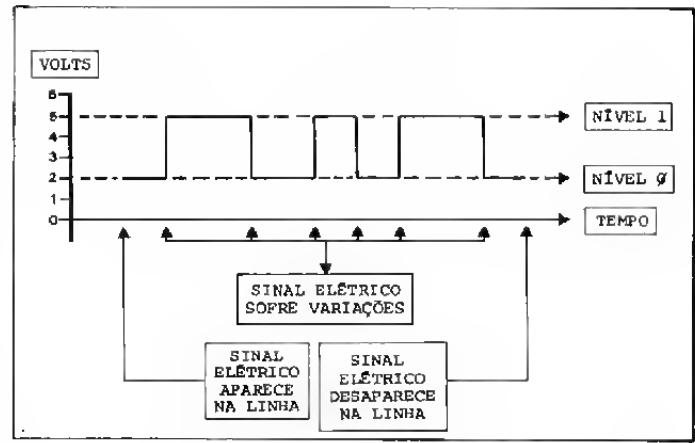 VOLTS
6
5
4
3
2
1
0
NÍVEL 1
NÍVEL Ø
TEMPO
SINAL ELÉTRICO
SOFRE VARIAÇÕES
SINAL
ELÉTRICO
APARECE
NA LINHA
SINAL
ELÉTRICO
DESAPARECE
NA LINHA